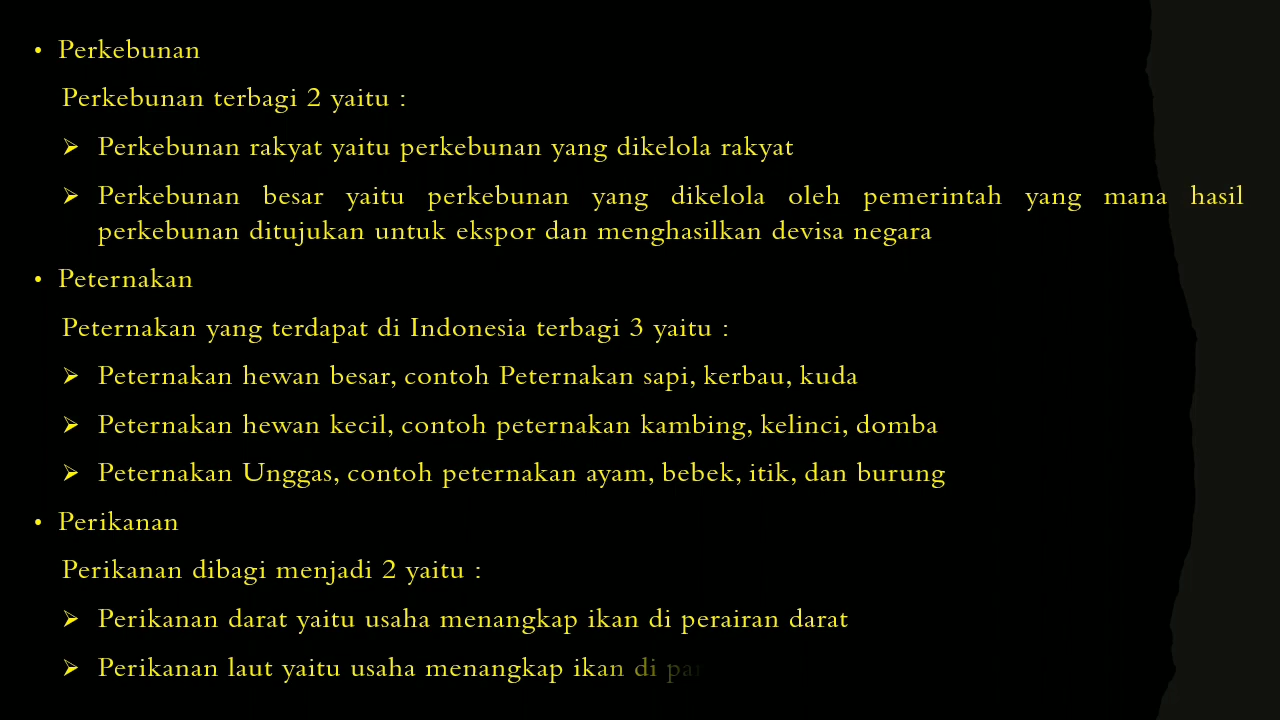 • Perkebunan
Perkebunan terbagi 2 yaitu :
➢ Perkebunan rakyat yaitu perkebunan yang dikelola rakyat
➢ Perkebunan besar yaitu perkebunan yang dikelola oleh pemerintah yang mana hasil
perkebunan ditujukan untuk ekspor dan menghasilkan devisa negara
• Peternakan
Peternakan yang terdapat di Indonesia terbagi 3 yaitu :
➢ Peternakan hewan besar, contoh Peternakan sapi, kerbau, kuda
➢ Peternakan hewan kecil, contoh peternakan kambing, kelinci, domba
➢ Peternakan Unggas, contoh peternakan ayam, bebek, itik, dan burung
• Perikanan
Perikanan dibagi menjadi 2 yaitu :
➢ Perikanan darat yaitu usaha menangkap ikan di perairan darat
➢ Perikanan laut yaitu usaha menangkap ikan di